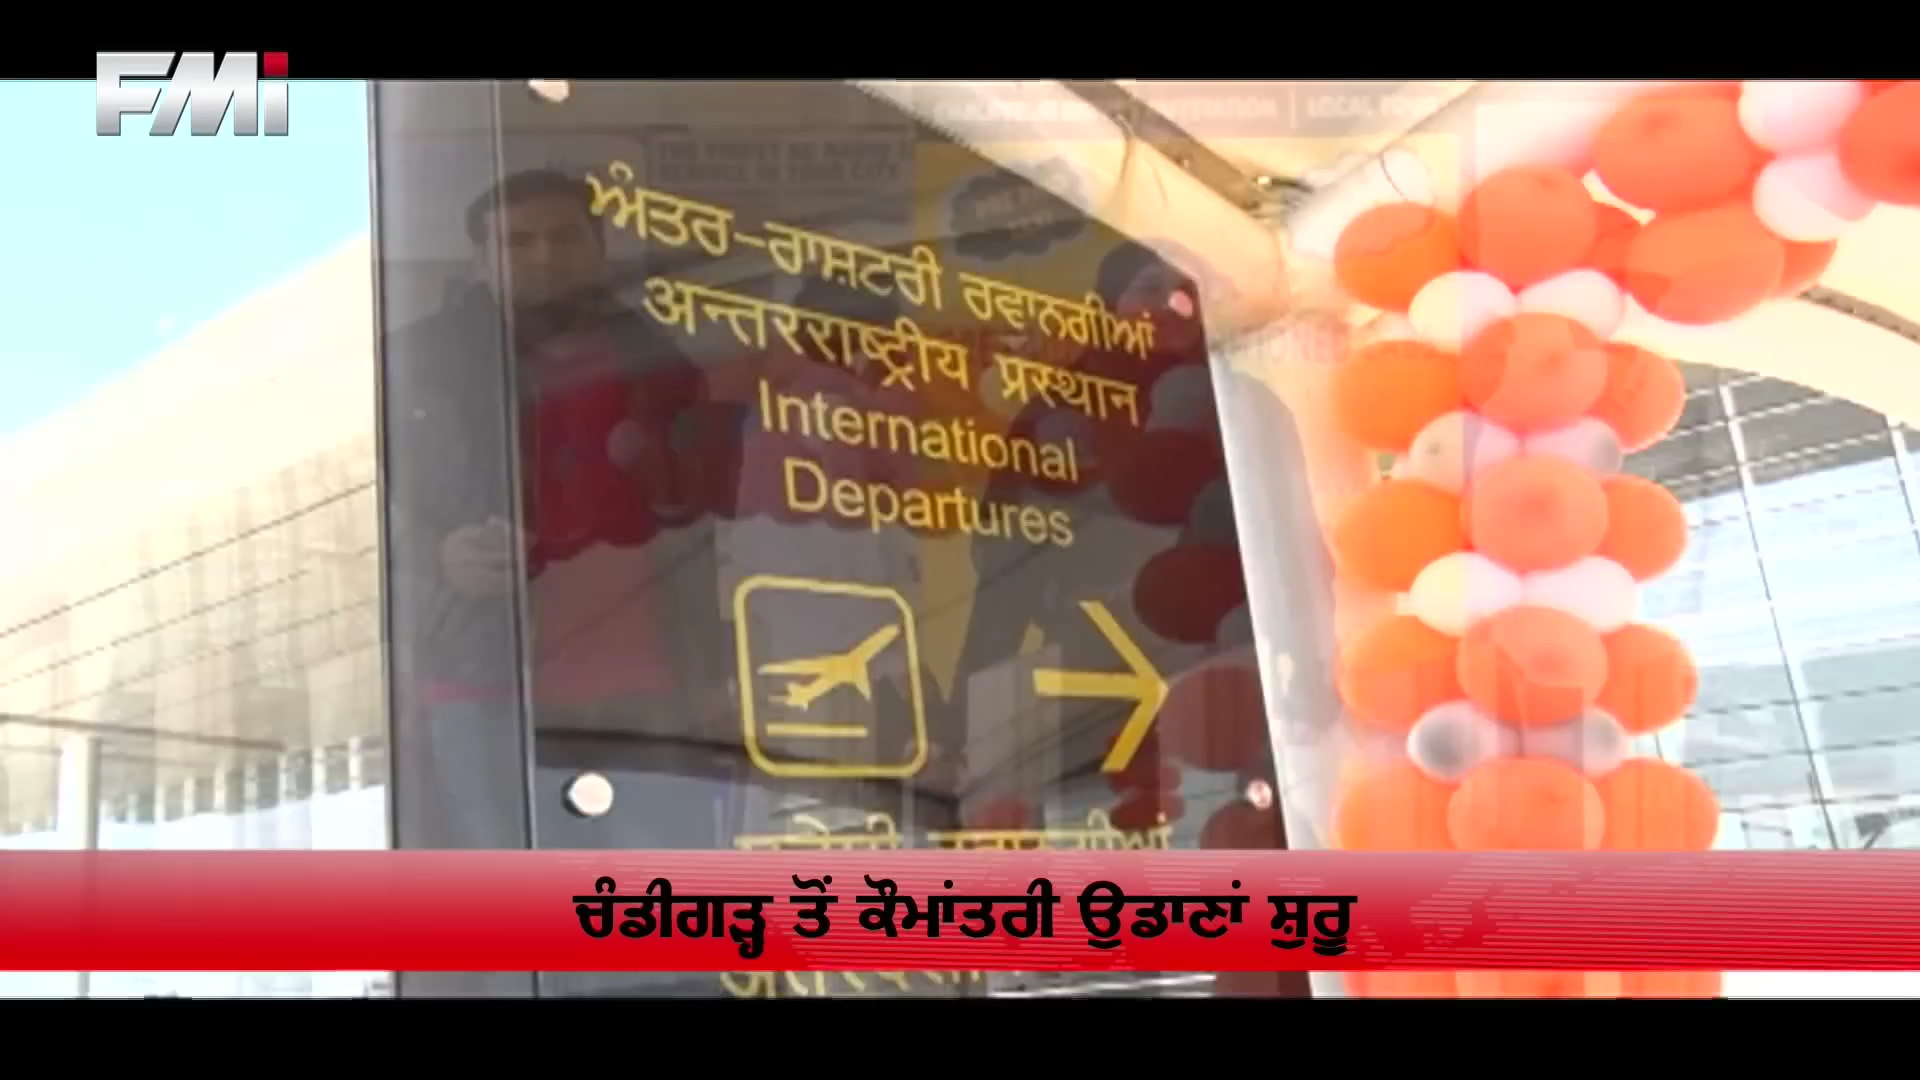 FMi
ਅੰਤਰ-ਰਾਸ਼ਟਰੀ ਰਵਾਨਗੀਆਂ
अन्तरराष्ट्रीय प्रस्थान
International
Departures
ਚੰਡੀਗੜ੍ਹ ਤੋਂ ਕੌਮਾਂਤਰੀ ਉਡਾਣਾਂ ਸ਼ੁਰੂ